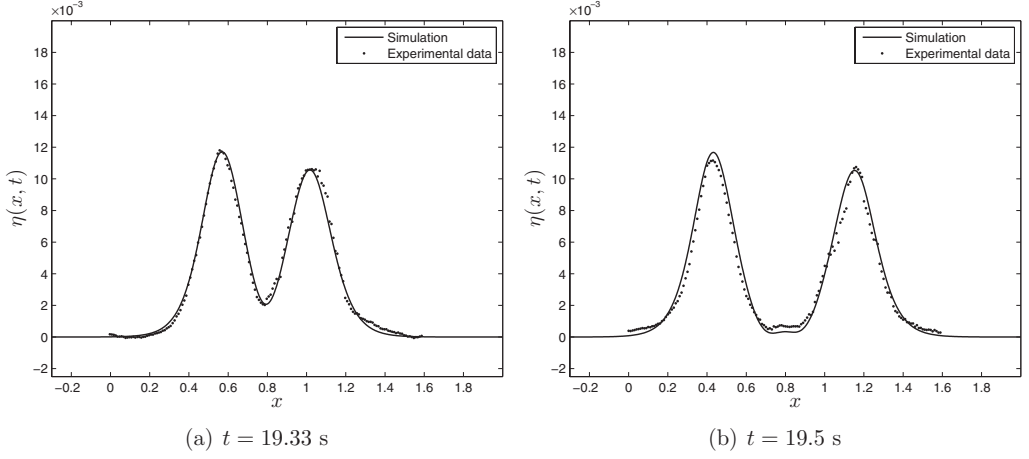 ×10⁻³
18
16
14
12
10
8
6
4
2
0
−2
η(x, t)
Simulation
Experimental data
−0.2 0 0.2 0.4 0.6 0.8 1 1.2 1.4 1.6 1.8
x
(a) t = 19.33 s
×10⁻³
18
16
14
12
10
8
6
4
2
0
−2
η(x, t)
Simulation
Experimental data
−0.2 0 0.2 0.4 0.6 0.8 1 1.2 1.4 1.6 1.8
x
(b) t = 19.5 s